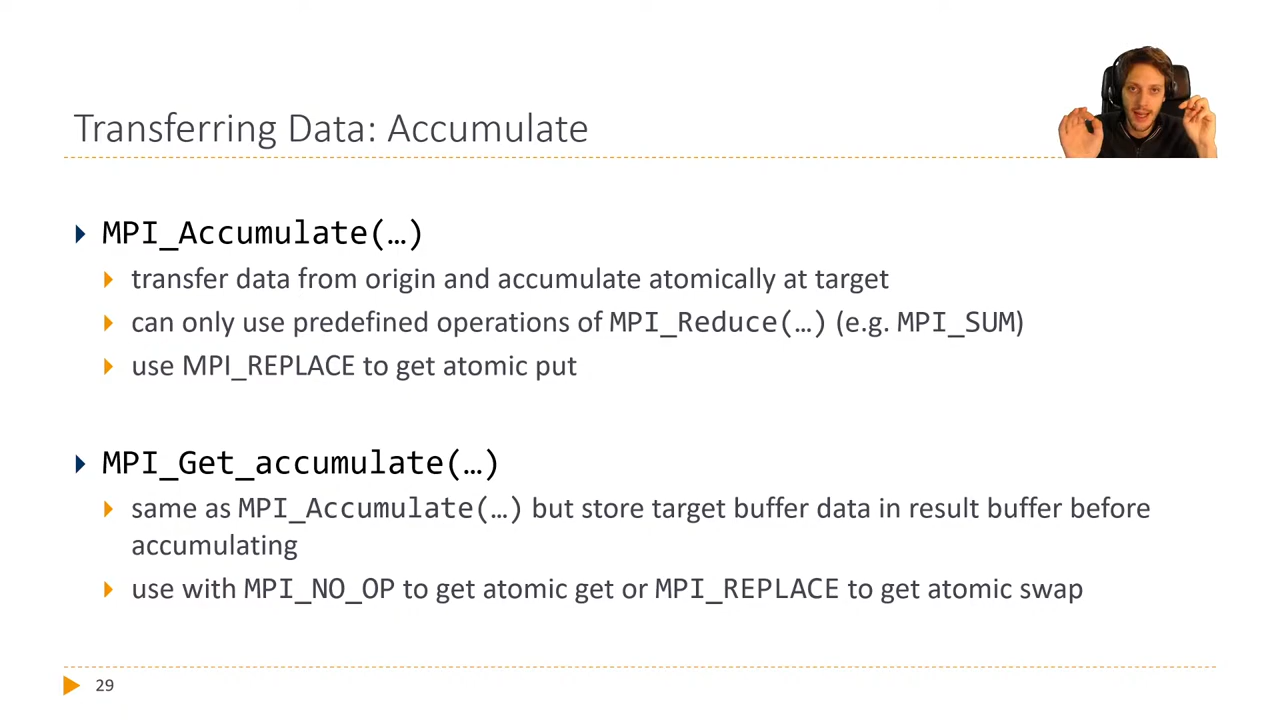 Transferring Data: Accumulate
MPI_Accumulate(…)
transfer data from origin and accumulate atomically at target
can only use predefined operations of MPI_Reduce(…) (e.g. MPI_SUM)
use MPI_REPLACE to get atomic put
MPI_Get_accumulate(…)
same as MPI_Accumulate(…) but store target buffer data in result buffer before
accumulating
use with MPI_NO_OP to get atomic get or MPI_REPLACE to get atomic swap
29